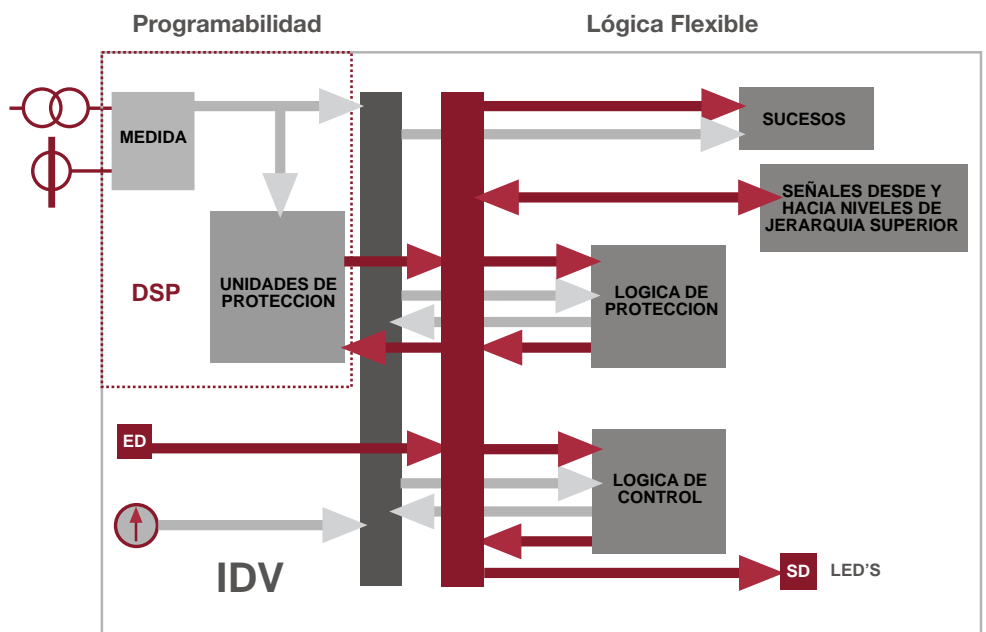 Programabilidad
Lógica Flexible
MEDIDA
SUCESOS
SEÑALES DESDE Y
HACIA NIVELES DE
JERARQUIA SUPERIOR
DSP
UNIDADES DE
PROTECCION
LOGICA DE
PROTECCION
ED
LOGICA DE
CONTROL
IDV
SD
LED'S